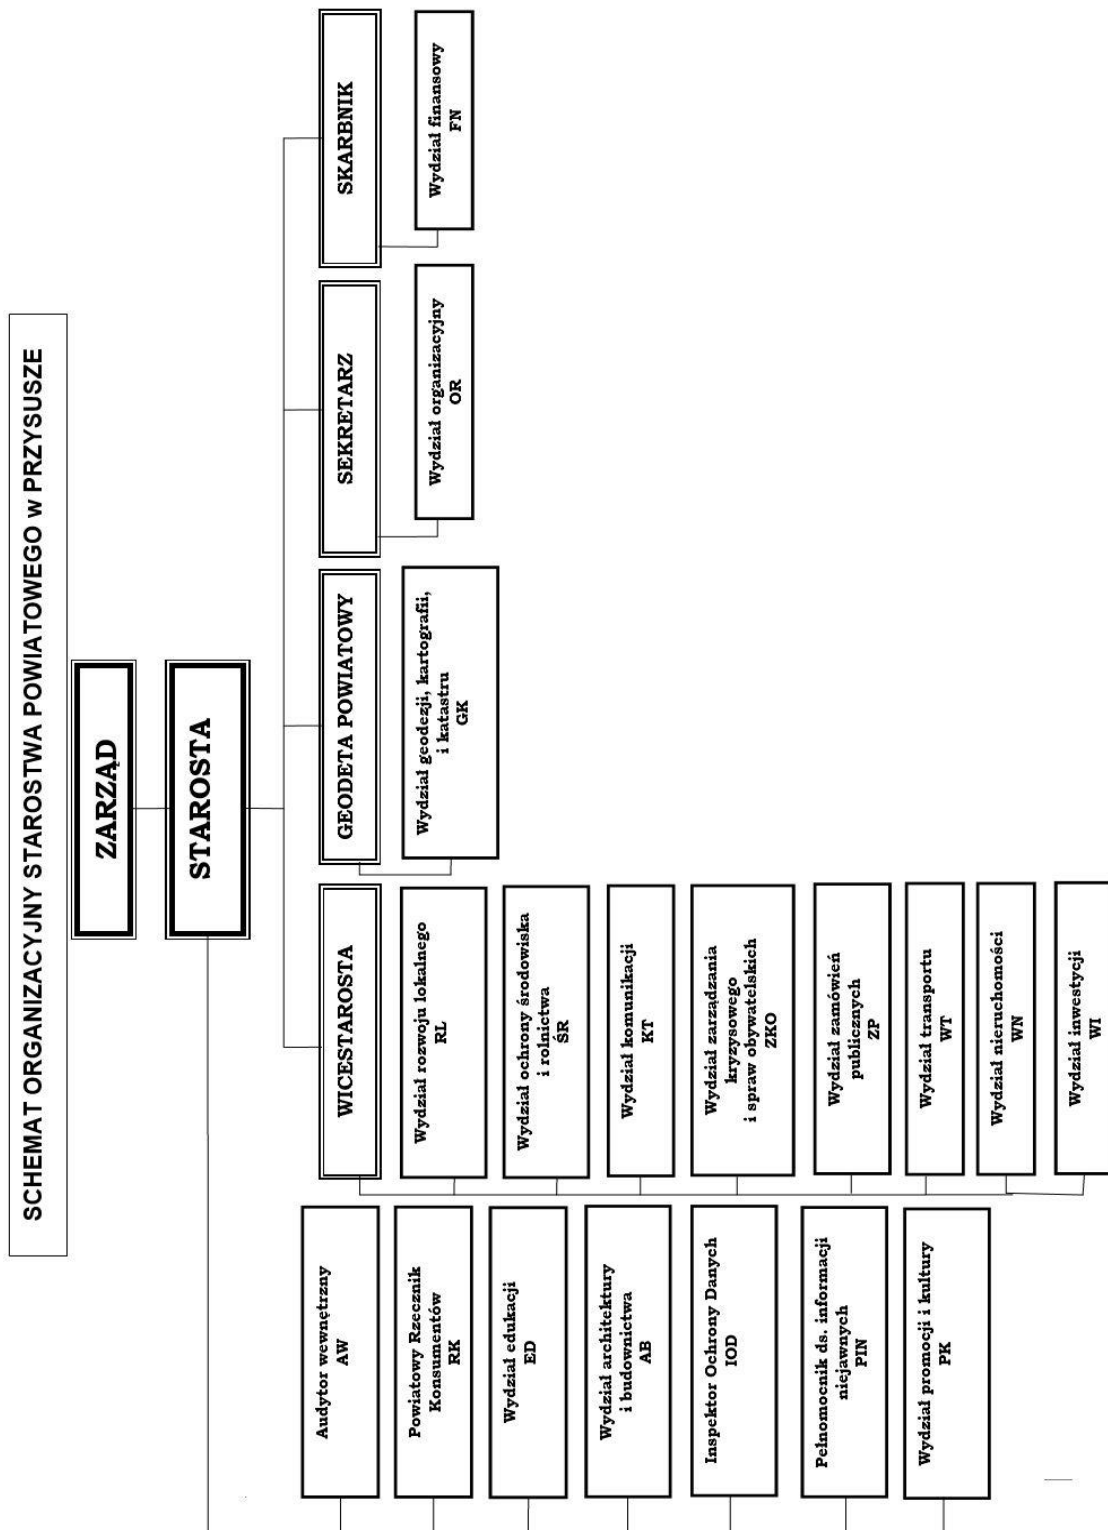 SCHEMAT ORGANIZACYJNY STAROSTWA POWIATOWEGO w PRZYSUSZE
ZARZĄD
STAROSTA
WICESTAROSTA
GEODETA POWIATOWY
SEKRETARZ
SKARBNIK
Audytor wewnętrzny
AW
Powiatowy Rzecznik
Konsumentów
RK
Wydział edukacji
ED
Wydział architektury
i budownictwa
AB
Inspektor Ochrony Danych
IOD
Pełnomocnik ds. informacji
niejawnych
PIN
Wydział promocji i kultury
PK
Wydział rozwoju lokalnego
RL
Wydział ochrony środowiska
i rolnictwa
ŚR
Wydział komunikacji
KT
Wydział zarządzania
kryzysowego
i spraw obywatelskich
ZKO
Wydział zamówień
publicznych
ZP
Wydział transportu
WT
Wydział nieruchomości
WN
Wydział inwestycji
WI
Wydział geodezji, kartografii,
i katastru
GK
Wydział organizacyjny
OR
Wydział finansowy
FN